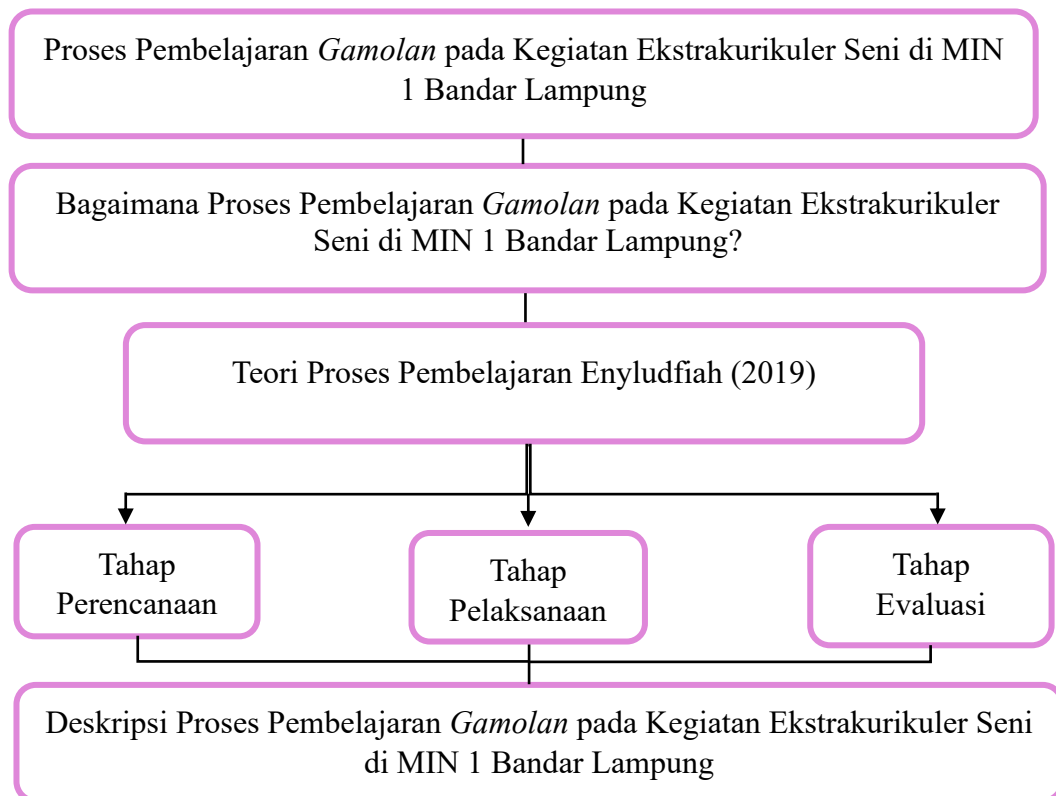 Proses Pembelajaran Gamolan pada Kegiatan Ekstrakurikuler Seni di MIN
1 Bandar Lampung
Bagaimana Proses Pembelajaran Gamolan pada Kegiatan Ekstrakurikuler
Seni di MIN 1 Bandar Lampung?
Teori Proses Pembelajaran Enyludfiah (2019)
Tahap
Perencanaan
Tahap
Pelaksanaan
Tahap
Evaluasi
Deskripsi Proses Pembelajaran Gamolan pada Kegiatan Ekstrakurikuler Seni
di MIN 1 Bandar Lampung